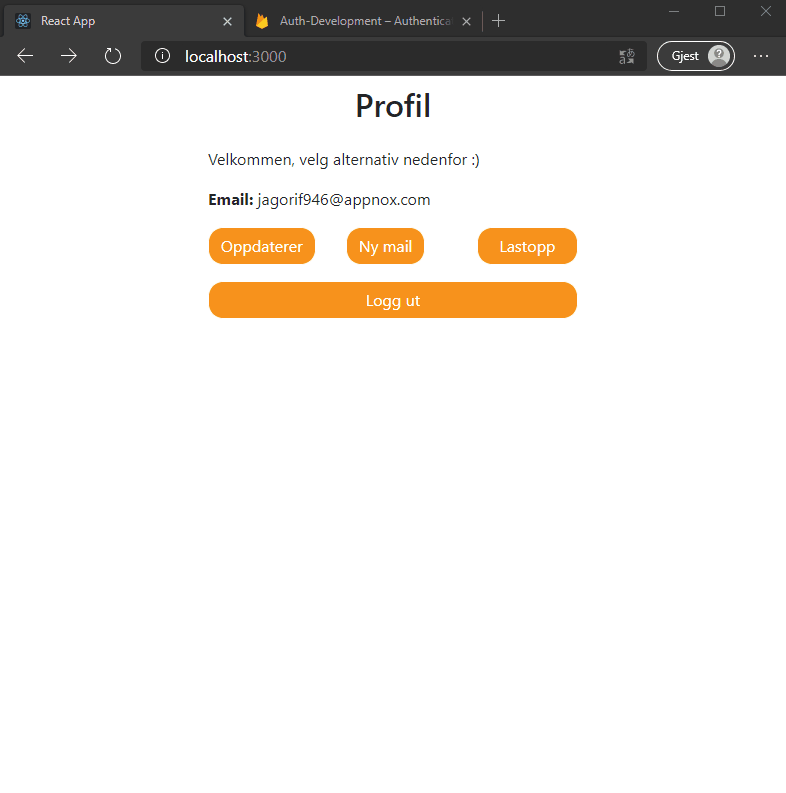 React App
Auth-Development – Authentica
localhost:3000
Gjest
Profil
Velkommen, velg alternativ nedenfor :)
Email: jagorif946@appnox.com
Oppdaterer Ny mail Lastopp
Logg ut